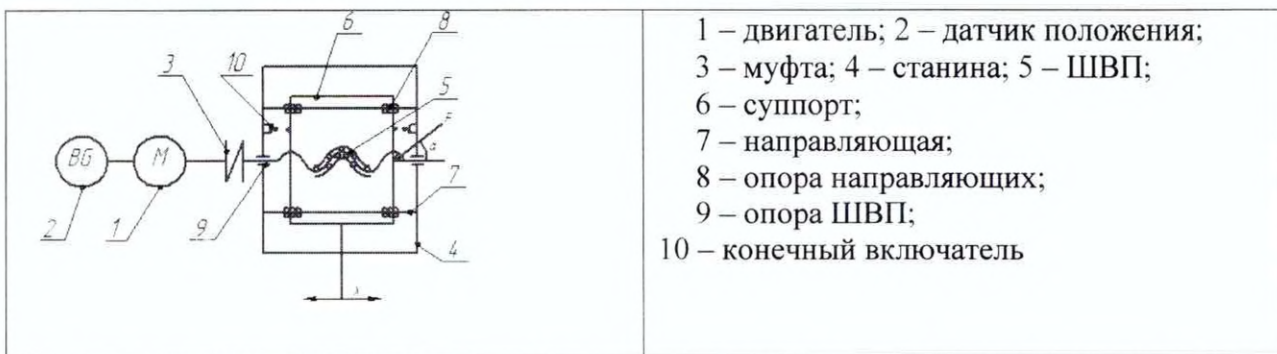 6
8
3
10
5
F
BG
M
α
7
2
1
9
4
x
1 – двигатель; 2 – датчик положения;
3 – муфта; 4 – станина; 5 – ШВП;
6 – суппорт;
7 – направляющая;
8 – опора направляющих;
9 – опора ШВП;
10 – конечный включатель